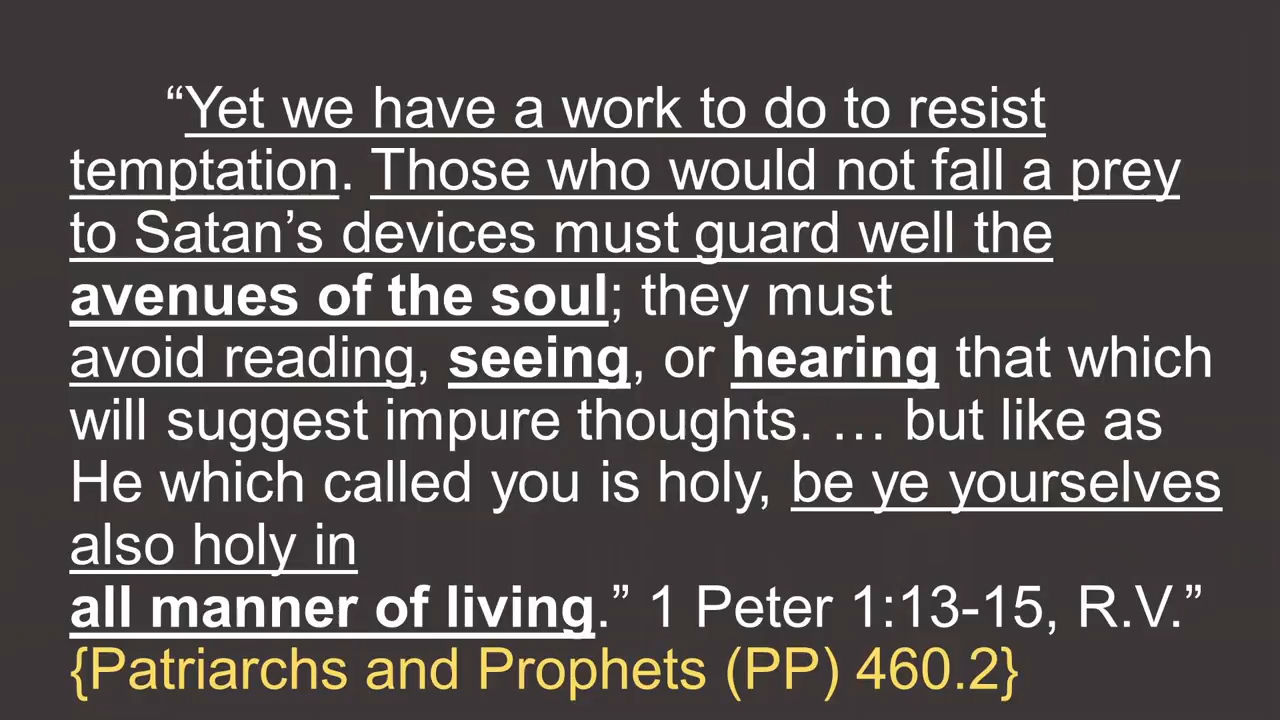 “Yet we have a work to do to resist
temptation. Those who would not fall a prey
to Satan’s devices must guard well the
avenues of the soul; they must
avoid reading, seeing, or hearing that which
will suggest impure thoughts. … but like as
He which called you is holy, be ye yourselves
also holy in
all manner of living.” 1 Peter 1:13-15, R.V.”
{Patriarchs and Prophets (PP) 460.2}